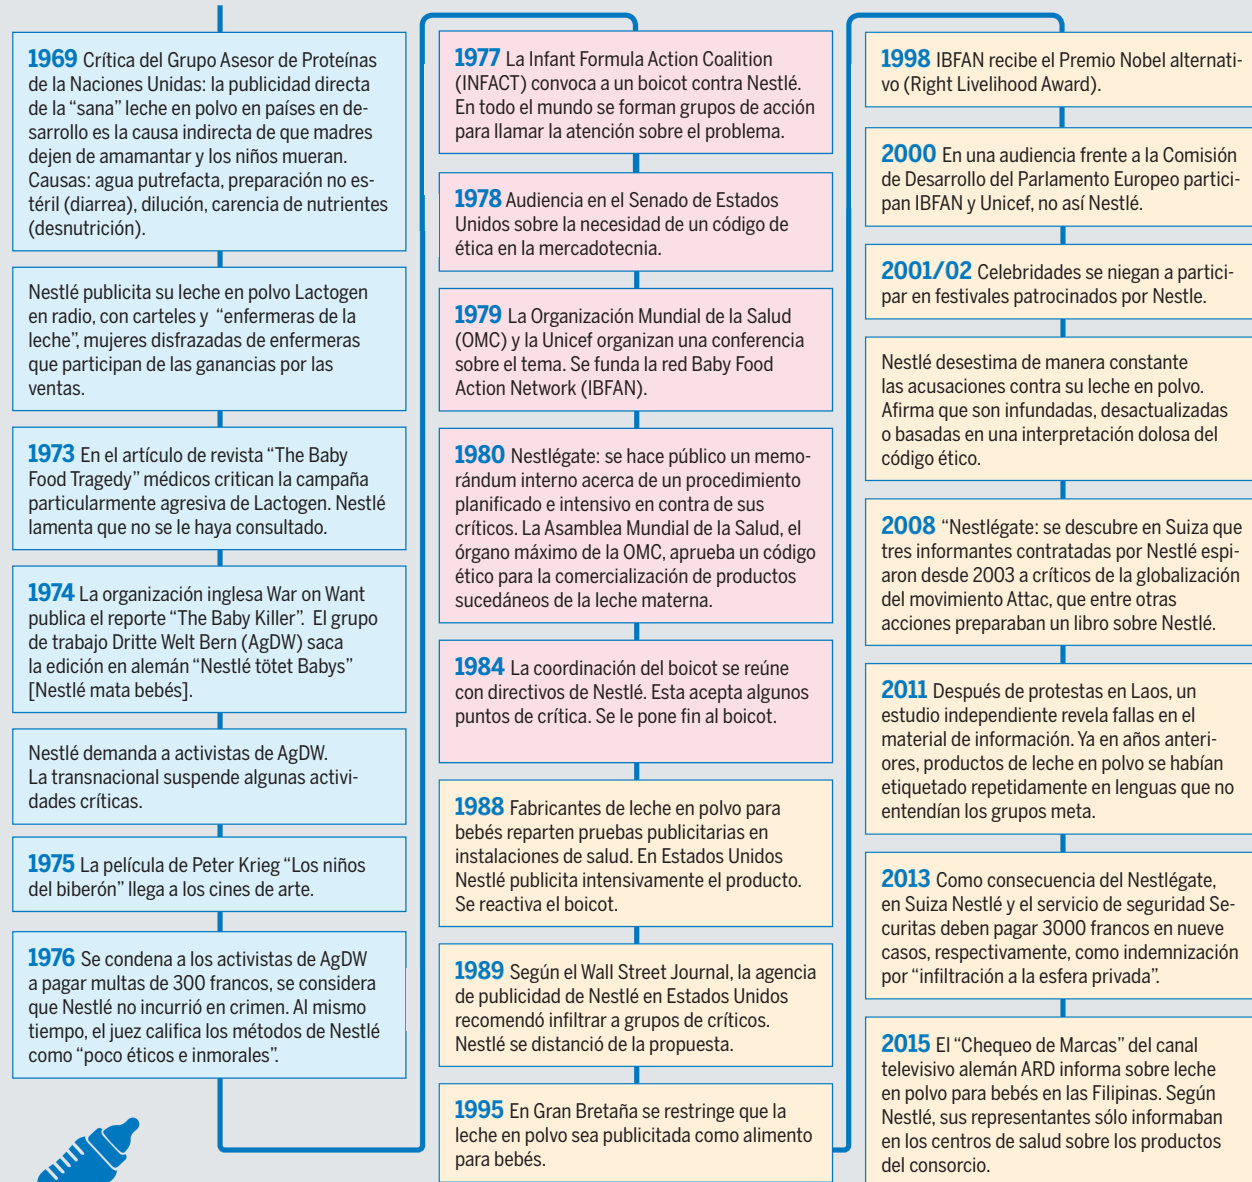 1969 Crítica del Grupo Asesor de Proteínas
de la Naciones Unidas: la publicidad directa
de la “sana” leche en polvo en países en de-
sarrollo es la causa indirecta de que madres
dejen de amamantar y los niños mueran.
Causas: agua putrefacta, preparación no es-
téril (diarrea), dilución, carencia de nutrientes
(desnutrición).
Nestlé publicita su leche en polvo Lactogen
en radio, con carteles y “enfermeras de la
leche”, mujeres disfrazadas de enfermeras
que participan de las ganancias por las
ventas.
1973 En el artículo de revista “The Baby
Food Tragedy” médicos critican la campaña
particularmente agresiva de Lactogen. Nestlé
lamenta que no se le haya consultado.
1974 La organización inglesa War on Want
publica el reporte “The Baby Killer”. El grupo
de trabajo Dritte Welt Bern (AgDW) saca
la edición en alemán “Nestlé tötet Babys”
[Nestlé mata bebés].
Nestlé demanda a activistas de AgDW.
La transnacional suspende algunas activi-
dades críticas.
1975 La película de Peter Krieg “Los niños
del biberón” llega a los cines de arte.
1976 Se condena a los activistas de AgDW
a pagar multas de 300 francos, se considera
que Nestlé no incurrió en crimen. Al mismo
tiempo, el juez califica los métodos de Nestlé
como “poco éticos e inmorales”.
1977 La Infant Formula Action Coalition
(INFACT) convoca a un boicot contra Nestlé.
En todo el mundo se forman grupos de acción
para llamar la atención sobre el problema.
1978 Audiencia en el Senado de Estados
Unidos sobre la necesidad de un código de
ética en la mercadotecnia.
1979 La Organización Mundial de la Salud
(OMC) y la Unicef organizan una conferencia
sobre el tema. Se funda la red Baby Food
Action Network (IBFAN).
1980 Nestlégate: se hace público un memo-
rándum interno acerca de un procedimiento
planificado e intensivo en contra de sus
críticos. La Asamblea Mundial de la Salud, el
órgano máximo de la OMC, aprueba un código
ético para la comercialización de productos
sucedáneos de la leche materna.
1984 La coordinación del boicot se reúne
con directivos de Nestlé. Esta acepta algunos
puntos de crítica. Se le pone fin al boicot.
1988 Fabricantes de leche en polvo para
bebés reparten pruebas publicitarias en
instalaciones de salud. En Estados Unidos
Nestlé publicita intensivamente el producto.
Se reactiva el boicot.
1989 Según el Wall Street Journal, la agencia
de publicidad de Nestlé en Estados Unidos
recomendó infiltrar a grupos de críticos.
Nestlé se distanció de la propuesta.
1995 En Gran Bretaña se restringe que la
leche en polvo sea publicitada como alimento
para bebés.
1998 IBFAN recibe el Premio Nobel alternati-
vo (Right Livelihood Award).
2000 En una audiencia frente a la Comisión
de Desarrollo del Parlamento Europeo partici-
pan IBFAN y Unicef, no así Nestlé.
2001/02 Celebridades se niegan a partici-
par en festivales patrocinados por Nestle.
Nestlé desestima de manera constante
las acusaciones contra su leche en polvo.
Afirma que son infundadas, desactualizadas
o basadas en una interpretación dolosa del
código ético.
2008 “Nestlégate: se descubre en Suiza que
tres informantes contratadas por Nestlé espi-
aron desde 2003 a críticos de la globalización
del movimiento Attac, que entre otras
acciones preparaban un libro sobre Nestlé.
2011 Después de protestas en Laos, un
estudio independiente revela fallas en el
material de información. Ya en años anteri-
ores, productos de leche en polvo se habían
etiquetado repetidamente en lenguas que no
entendían los grupos meta.
2013 Como consecuencia del Nestlégate,
en Suiza Nestlé y el servicio de seguridad Se-
curitas deben pagar 3000 francos en nueve
casos, respectivamente, como indemnización
por “infiltración a la esfera privada”.
2015 El “Chequeo de Marcas” del canal
televisivo alemán ARD informa sobre leche
en polvo para bebés en las Filipinas. Según
Nestlé, sus representantes sólo informaban
en los centros de salud sobre los productos
del consorcio.